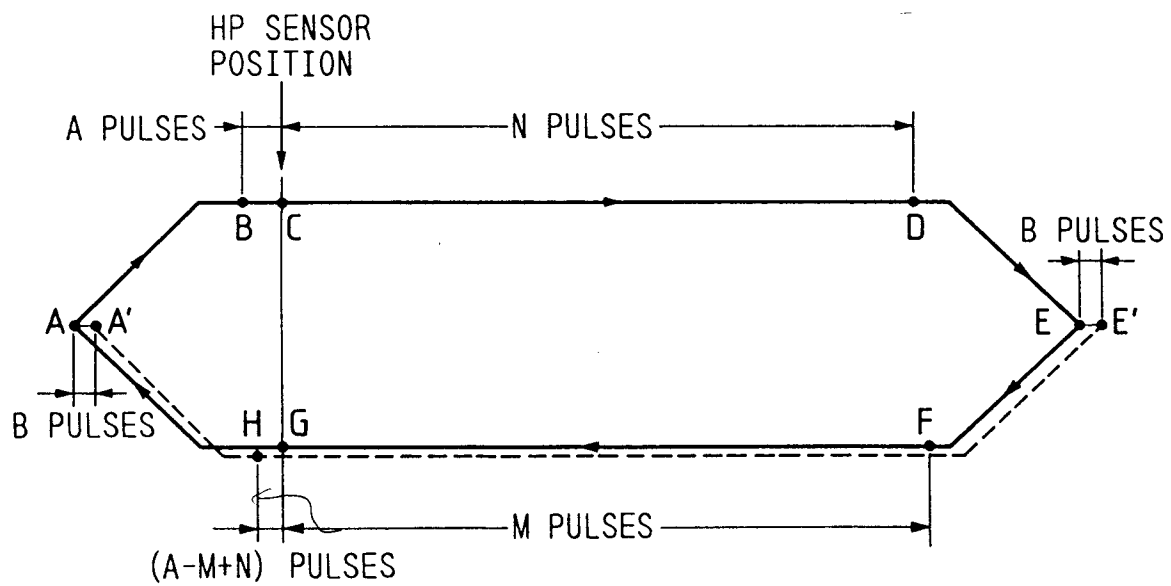 HP SENSOR
POSITION
A PULSES
N PULSES
B
C
D
B PULSES
A
A'
E
E'
B PULSES
H
G
F
M PULSES
(A-M+N) PULSES